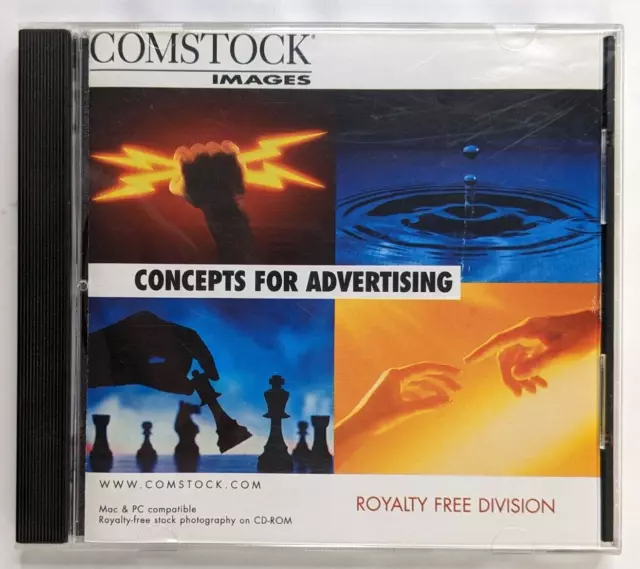 COMSTOCK®
IMAGES
CONCEPTS FOR ADVERTISING
WWW.COMSTOCK.COM
Mac & PC compatible
Royalty-free stock photography on CD-ROM
ROYALTY FREE DIVISION